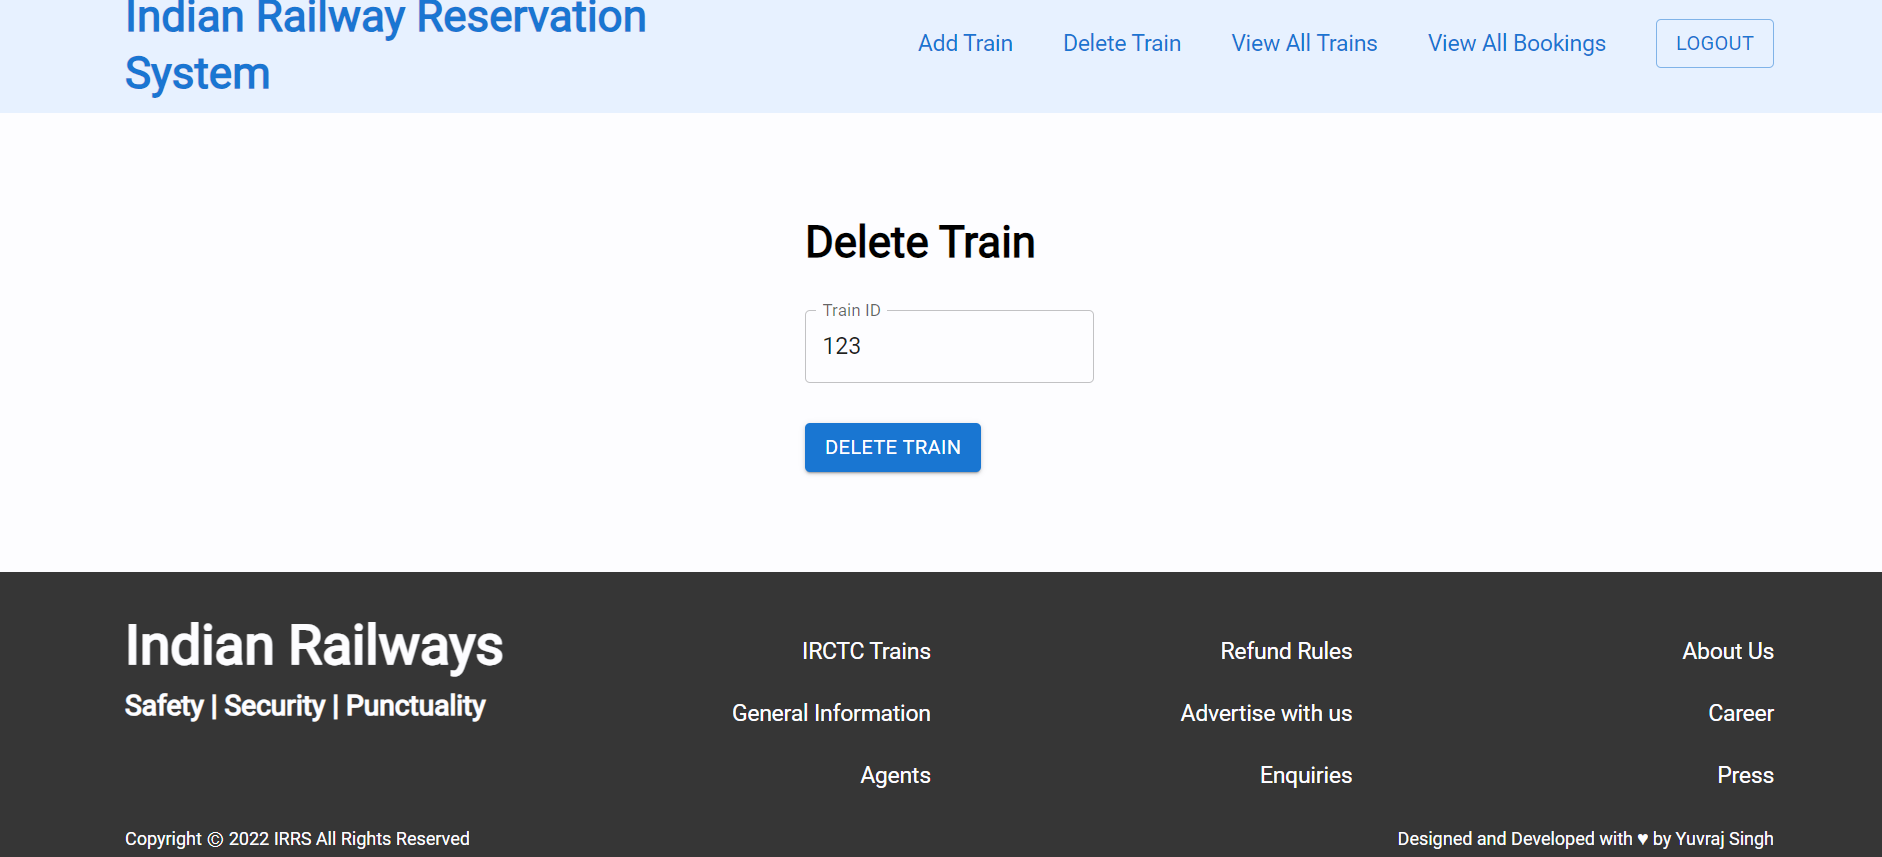 Indian Railway Reservation
System
Add Train
Delete Train
View All Trains
View All Bookings
LOGOUT
Delete Train
Train ID
123
DELETE TRAIN
Indian Railways
Safety | Security | Punctuality
IRCTC Trains
General Information
Agents
Refund Rules
Advertise with us
Enquiries
About Us
Career
Press
Copyright © 2022 IRRS All Rights Reserved
Designed and Developed with ♥ by Yuvraj Singh